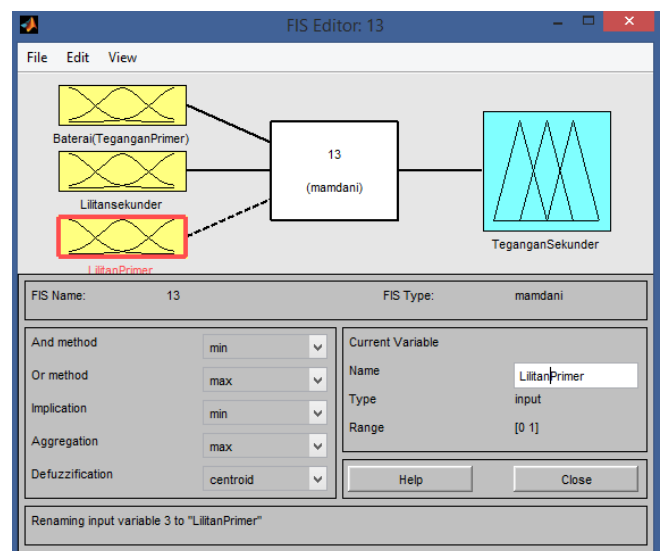 FIS Editor: 13
File Edit View
Baterai(TeganganPrimer)
Lilitansekunder
LilitanPrimer
13
(mamdani)
TeganganSekunder
FIS Name: 13 FIS Type: mamdani
And method min
Or method max
Implication min
Aggregation max
Defuzzification centroid
Current Variable
Name LilitanPrimer
Type input
Range [0 1]
Help Close
Renaming input variable 3 to "LilitanPrimer"